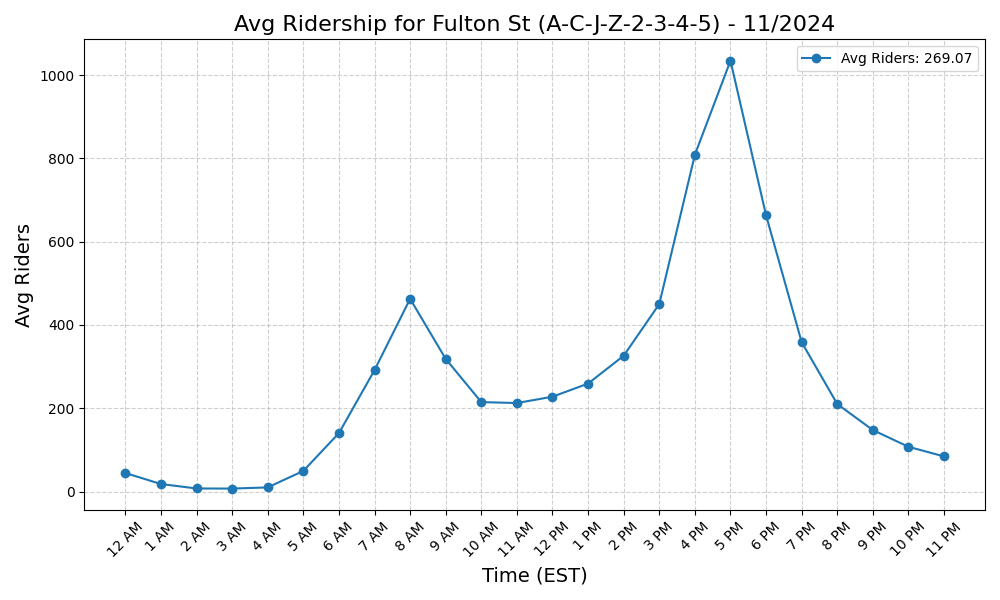 Avg Ridership for Fulton St (A-C-J-Z-2-3-4-5) - 11/2024
Avg Riders: 269.07
Avg Riders
1000
800
600
400
200
0
12 AM
1 AM
2 AM
3 AM
4 AM
5 AM
6 AM
7 AM
8 AM
9 AM
10 AM
11 AM
12 PM
1 PM
2 PM
3 PM
4 PM
5 PM
6 PM
7 PM
8 PM
9 PM
10 PM
11 PM
Time (EST)